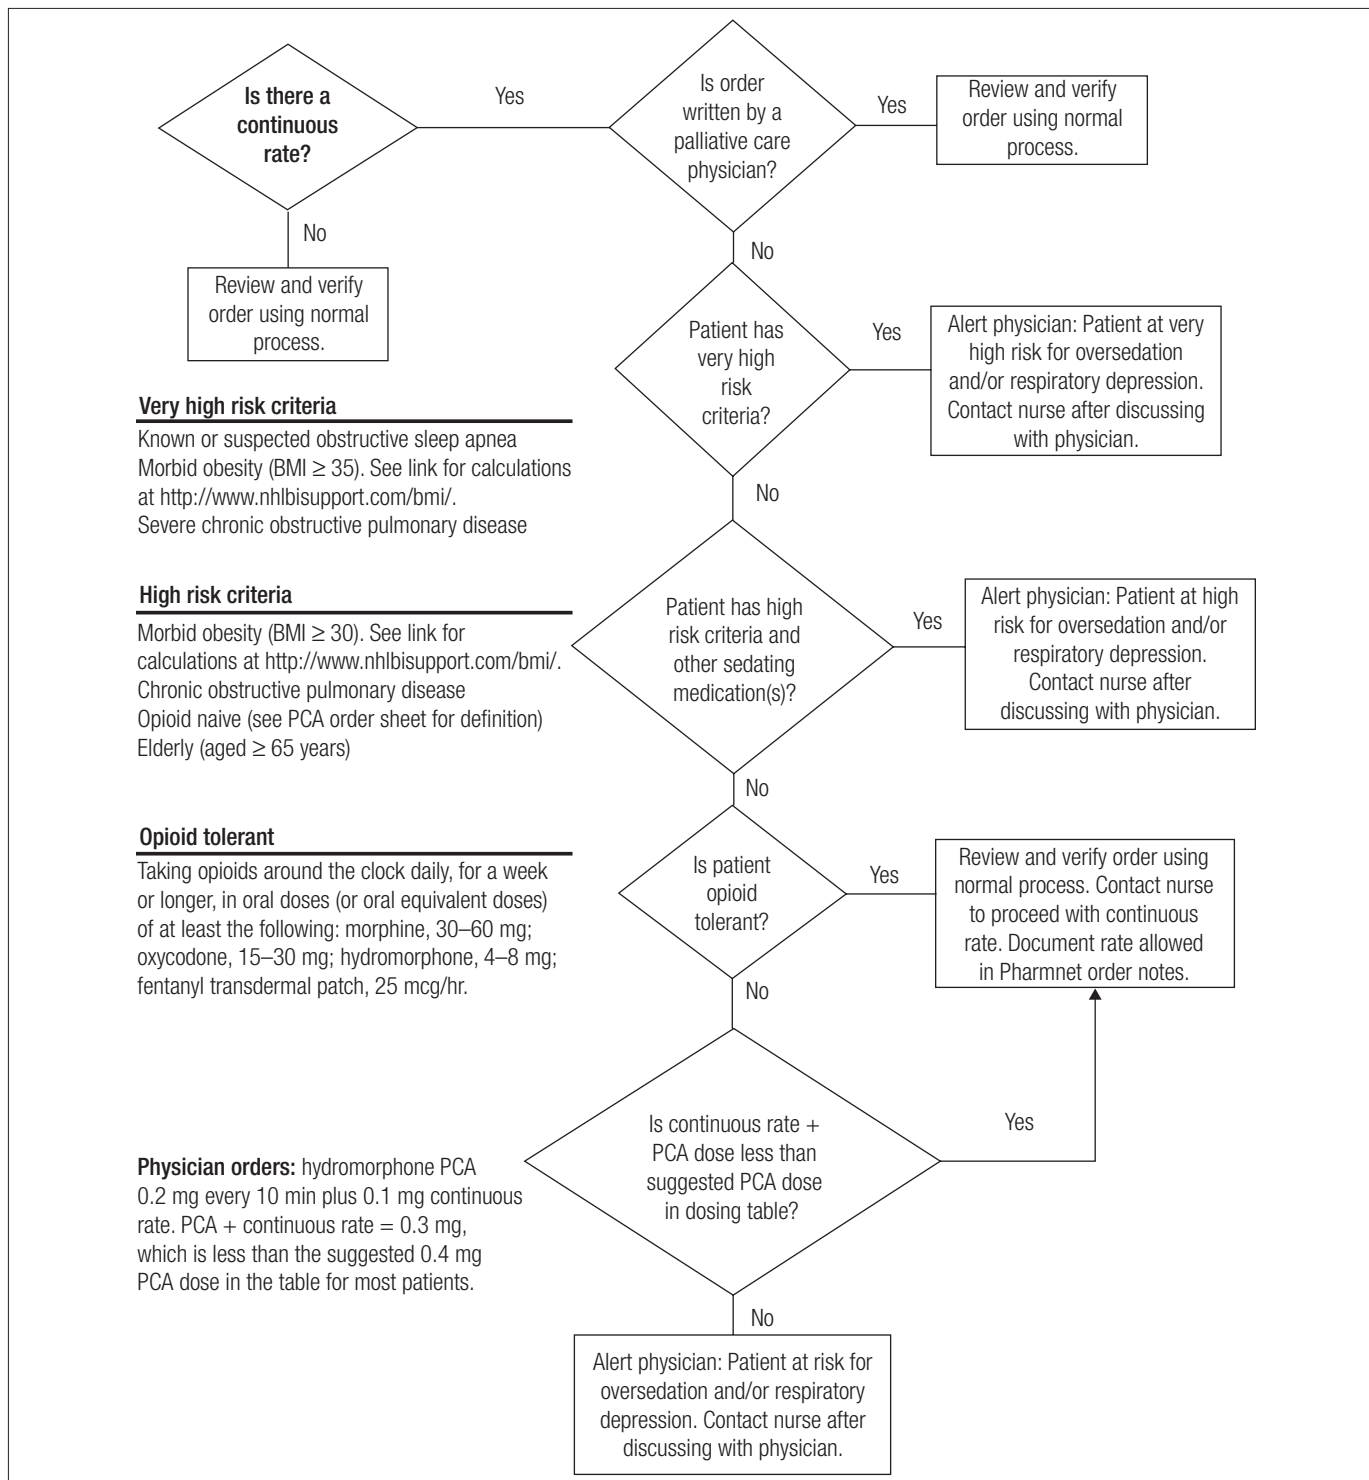 Is there a
continuous
rate?
Yes
Is order
written by a
palliative care
physician?
Yes
Review and verify
order using normal
process.
No
Review and verify
order using normal
process.
No
Patient has
very high
risk
criteria?
Yes
Alert physician: Patient at very
high risk for oversedation
and/or respiratory depression.
Contact nurse after discussing
with physician.
Very high risk criteria
Known or suspected obstructive sleep apnea
Morbid obesity (BMI ≥ 35). See link for calculations
at http://www.nhlbisupport.com/bmi/.
Severe chronic obstructive pulmonary disease
No
High risk criteria
Morbid obesity (BMI ≥ 30). See link for
calculations at http://www.nhlbisupport.com/bmi/.
Chronic obstructive pulmonary disease
Opioid naive (see PCA order sheet for definition)
Elderly (aged ≥ 65 years)
Patient has high
risk criteria and
other sedating
medication(s)?
Yes
Alert physician: Patient at high
risk for oversedation and/or
respiratory depression.
Contact nurse after
discussing with physician.
No
Opioid tolerant
Taking opioids around the clock daily, for a week
or longer, in oral doses (or oral equivalent doses)
of at least the following: morphine, 30–60 mg;
oxycodone, 15–30 mg; hydromorphone, 4–8 mg;
fentanyl transdermal patch, 25 mcg/hr.
Is patient
opioid
tolerant?
Yes
Review and verify order using
normal process. Contact nurse
to proceed with continuous
rate. Document rate allowed
in Pharmnet order notes.
No
Is continuous rate +
PCA dose less than
suggested PCA dose
in dosing table?
Yes
Physician orders: hydromorphone PCA
0.2 mg every 10 min plus 0.1 mg continuous
rate. PCA + continuous rate = 0.3 mg,
which is less than the suggested 0.4 mg
PCA dose in the table for most patients.
No
Alert physician: Patient at risk for
oversedation and/or respiratory
depression. Contact nurse after
discussing with physician.